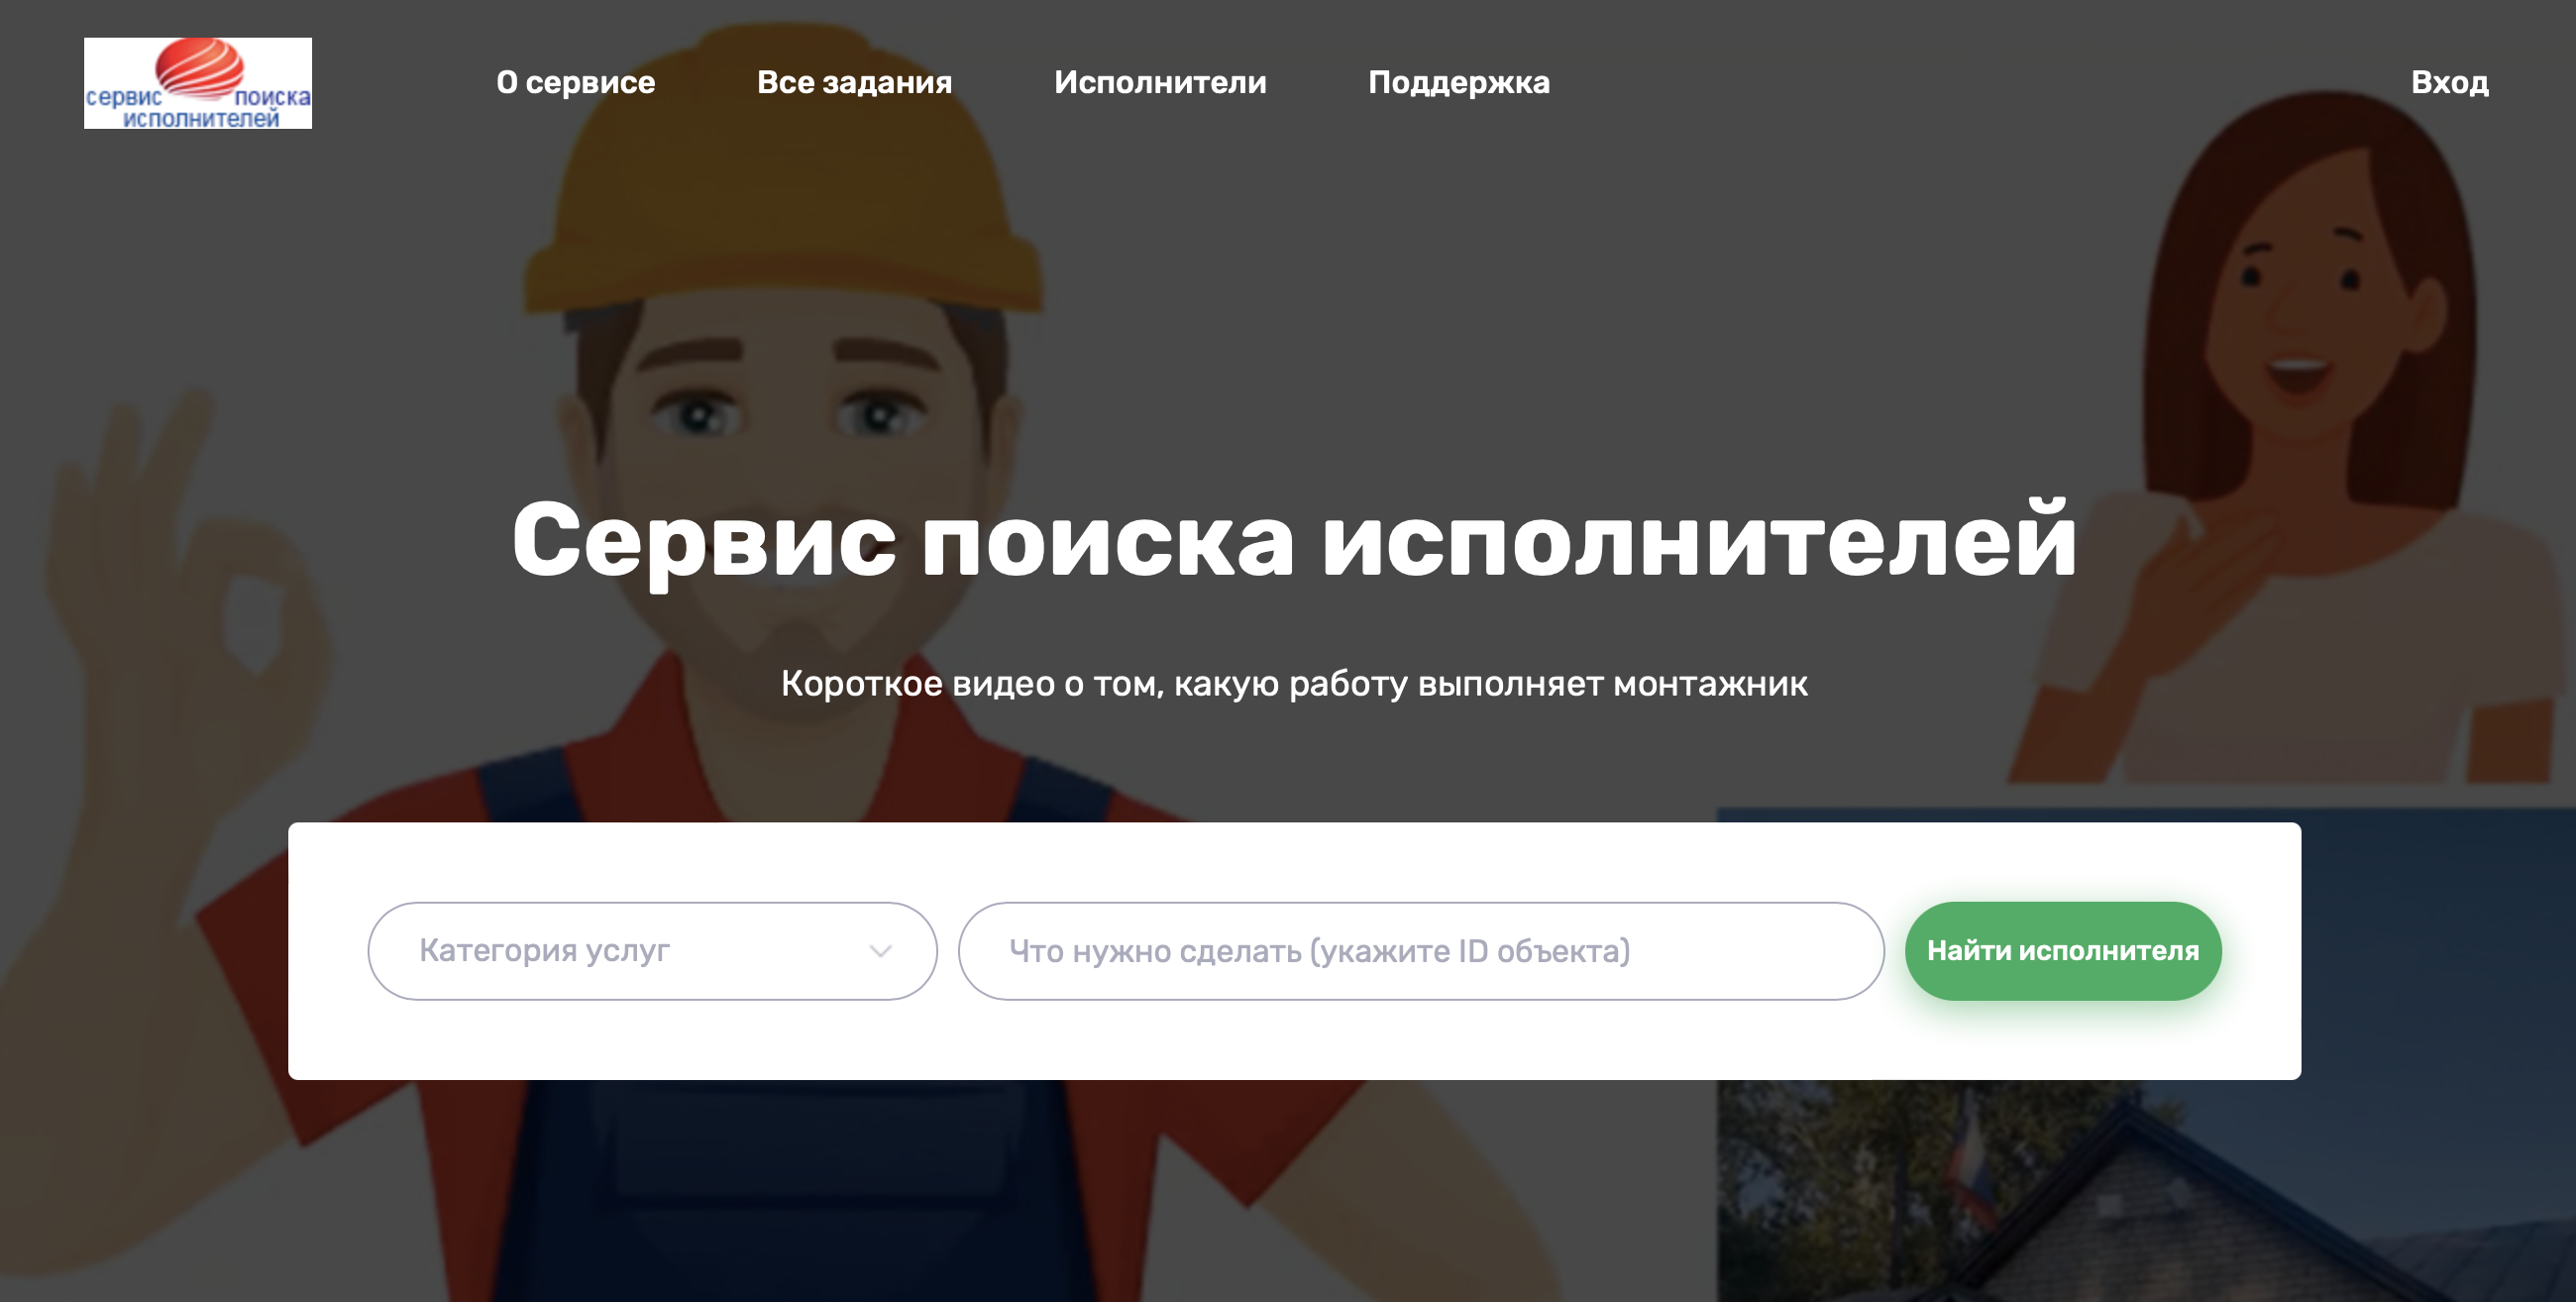 сервис поиска
исполнителей
О сервисе
Все задания
Исполнители
Поддержка
Вход
Сервис поиска исполнителей
Короткое видео о том, какую работу выполняет монтажник
Категория услуг
Что нужно сделать (укажите ID объекта)
Найти исполнителя